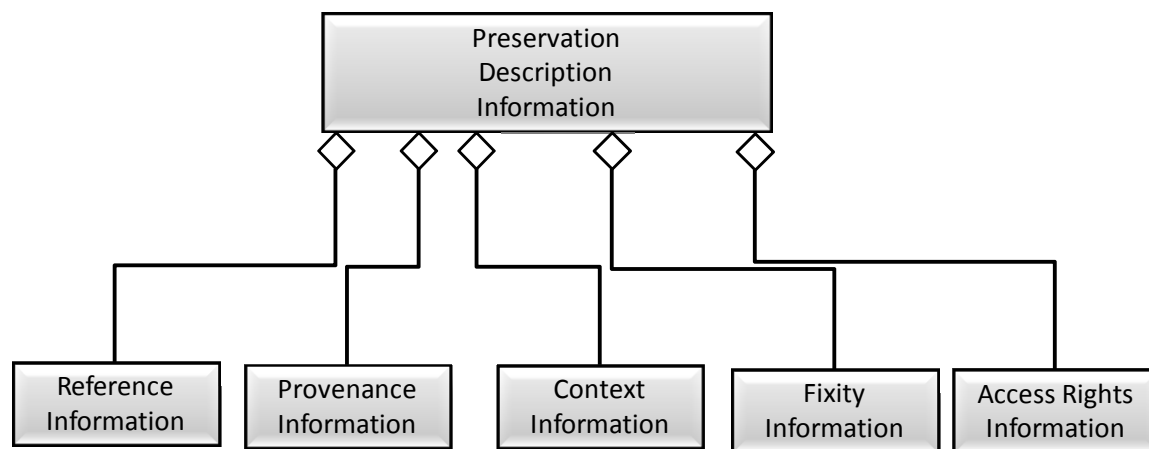 Preservation
Description
Information
Reference
Information
Provenance
Information
Context
Information
Fixity
Information
Access Rights
Information